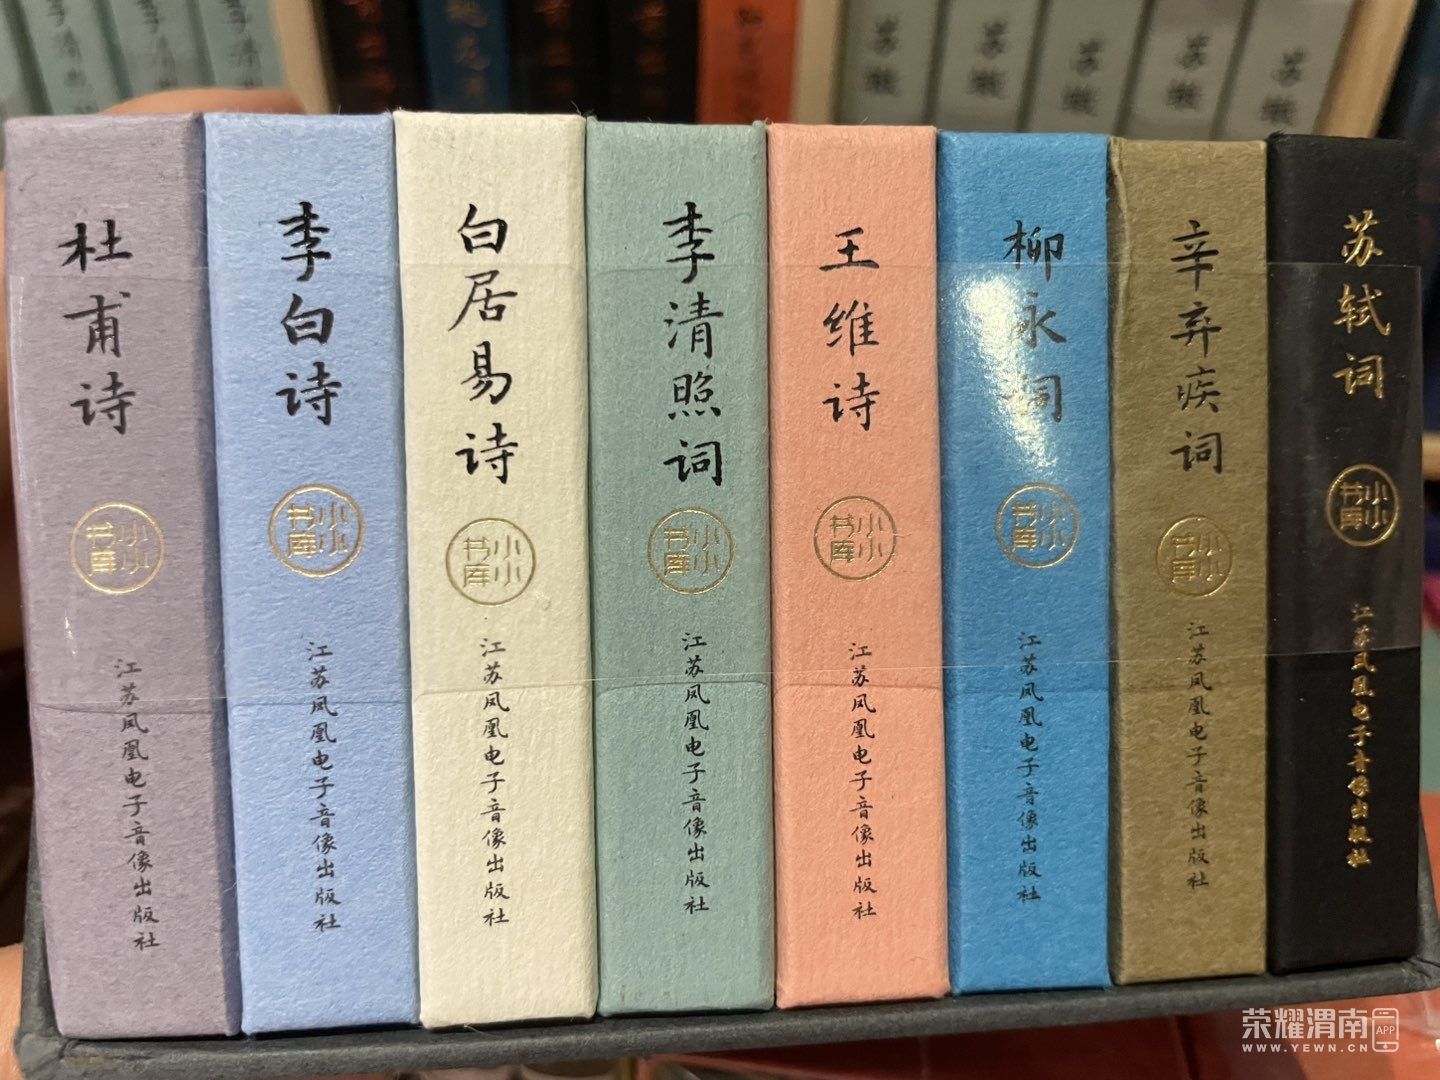 杜甫诗
小小书库
江苏凤凰电子音像出版社
李白诗
小小书库
江苏凤凰电子音像出版社
白居易诗
小小书库
江苏凤凰电子音像出版社
李清照词
小小书库
江苏凤凰电子音像出版社
王维诗
小小书库
江苏凤凰电子音像出版社
柳永词
小小书库
江苏凤凰电子音像出版社
辛弃疾词
小小书库
江苏凤凰电子音像出版社
苏轼词
小小书库
江苏凤凰电子音像出版社
荣耀渭南
APP
WWW.YEWN.CN